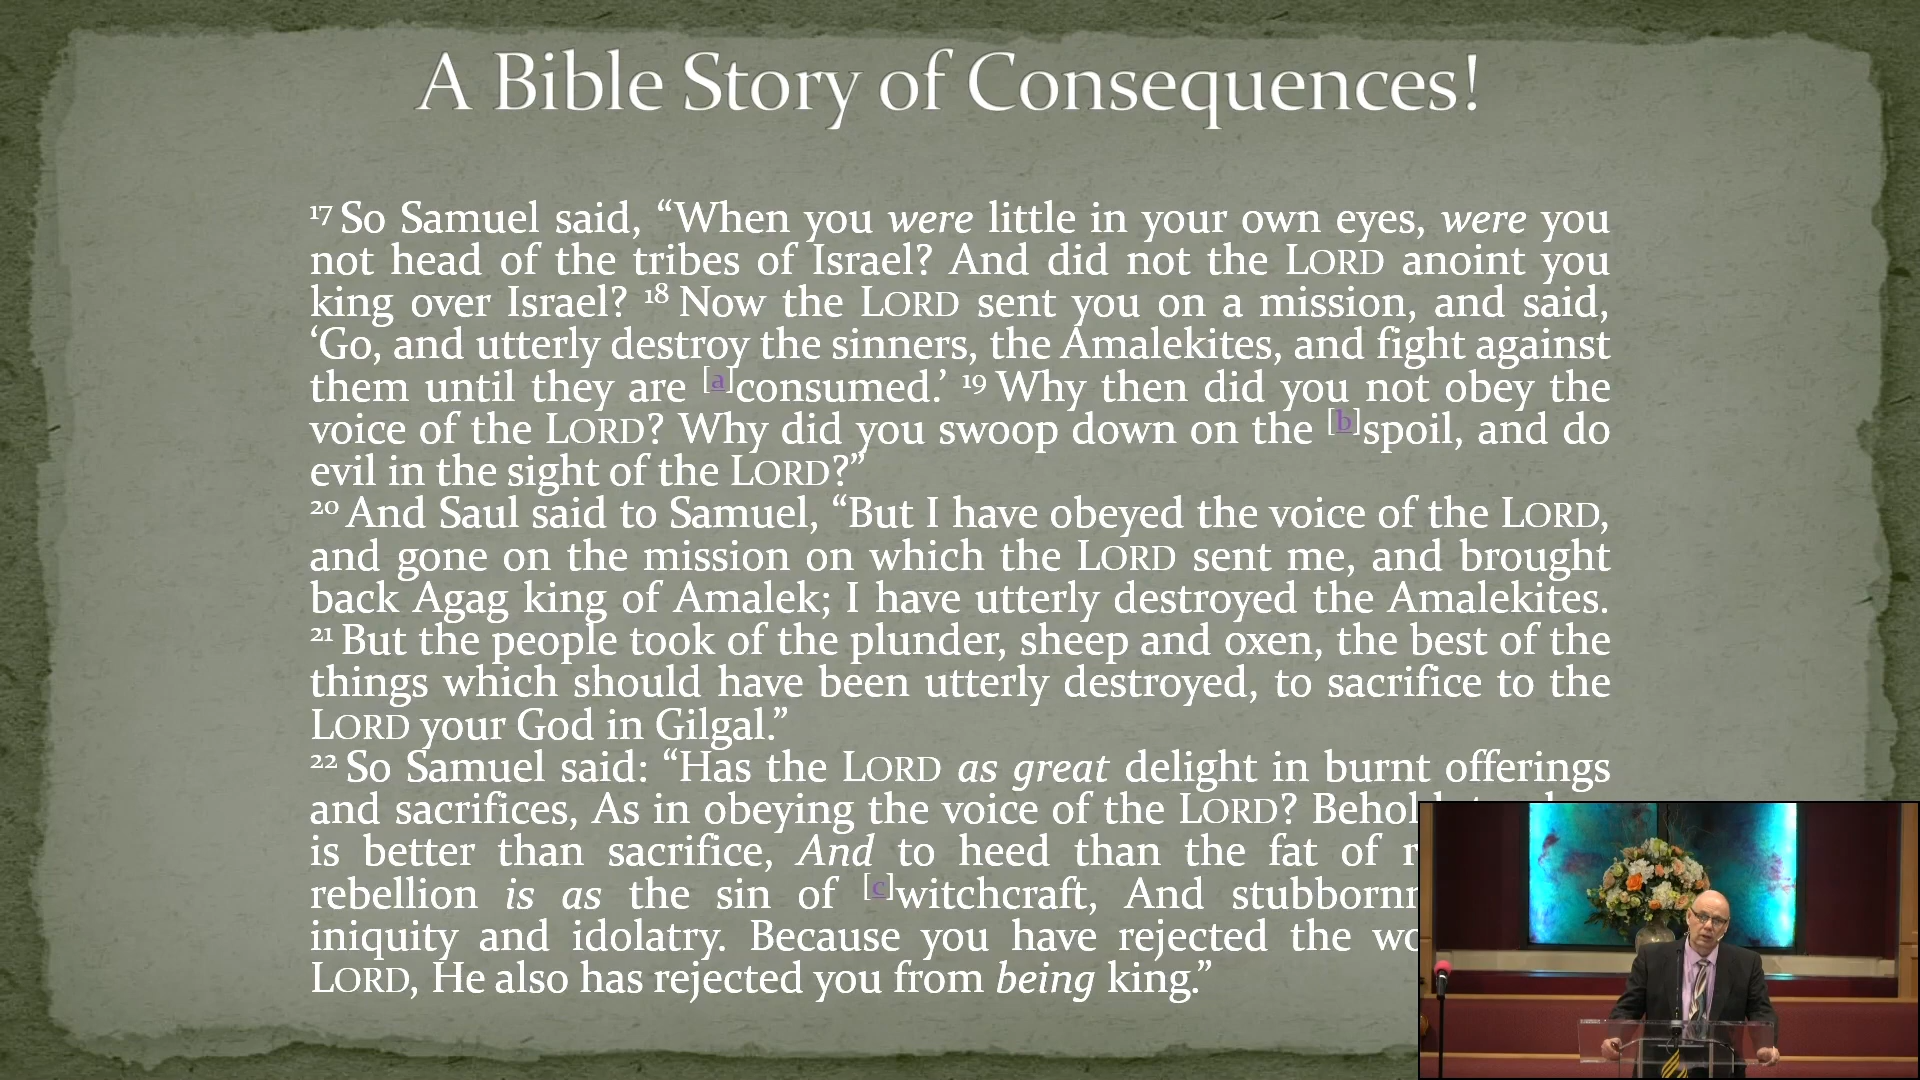 A Bible Story of Consequences!
17 So Samuel said, “When you were little in your own eyes, were you
not head of the tribes of Israel? And did not the LORD anoint you
king over Israel? 18 Now the LORD sent you on a mission, and said,
‘Go, and utterly destroy the sinners, the Amalekites, and fight against
them until they are [a]consumed.’ 19 Why then did you not obey the
voice of the LORD? Why did you swoop down on the [b]spoil, and do
evil in the sight of the LORD?”
20 And Saul said to Samuel, “But I have obeyed the voice of the LORD,
and gone on the mission on which the LORD sent me, and brought
back Agag king of Amalek; I have utterly destroyed the Amalekites.
21 But the people took of the plunder, sheep and oxen, the best of the
things which should have been utterly destroyed, to sacrifice to the
LORD your God in Gilgal.”
22 So Samuel said: “Has the LORD as great delight in burnt offerings
and sacrifices, As in obeying the voice of the LORD? Behol
is better than sacrifice, And to heed than the fat of r
rebellion is as the sin of [c]witchcraft, And stubborn
iniquity and idolatry. Because you have rejected the wo
LORD, He also has rejected you from being king.”